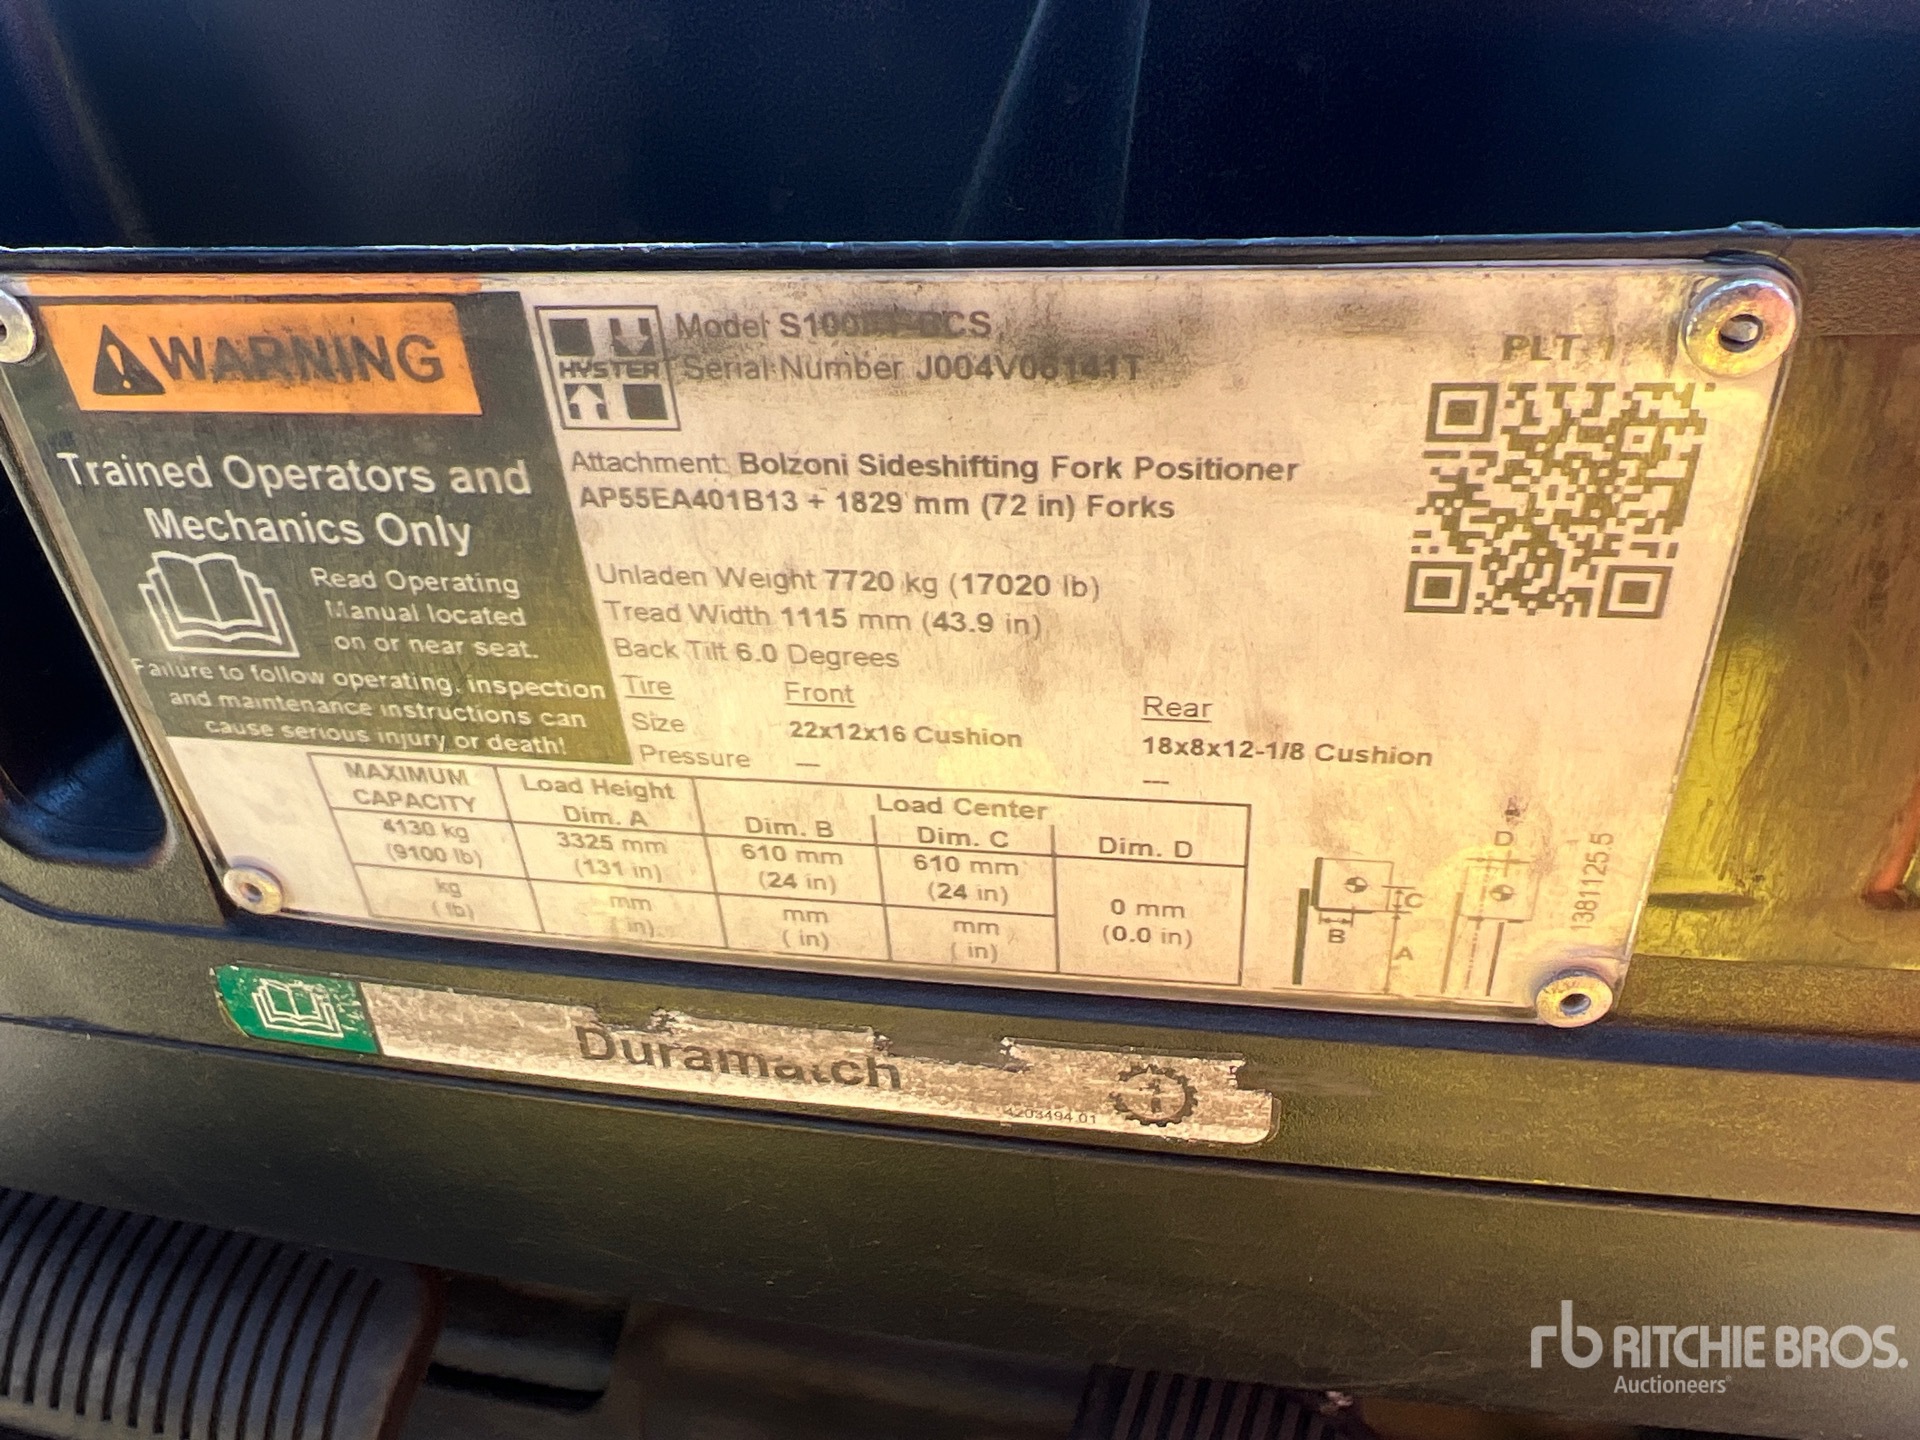 WARNING
Trained Operators and
Mechanics Only
Read Operating
Manual located
on or near seat.
Failure to follow operating, inspection
and maintenance instructions can
cause serious injury or death!
HYSTER
Model
Serial Number
PLT 1
Attachment: Bolzoni Sideshifting Fork Positioner
AP55EA401B13 + 1829 mm (72 in) Forks
Unladen Weight 7720 kg (17020 lb)
Tread Width 1115 mm (43.9 in)
Back Tilt 6.0 Degrees
Tire Front Rear
Size 22x12x16 Cushion 18x8x12-1/8 Cushion
Pressure --- ---
MAXIMUM CAPACITY Load Height Dim. A Load Center
Dim. B Dim. C Dim. D
4130 kg 3325 mm 610 mm 610 mm
(9100 lb) (131 in) (24 in) (24 in)
kg mm mm mm 0 mm
( lb) ( in) ( in) ( in) (0.0 in)
B C A
D
1381125 5
Duramatch
4203494 01
rb RITCHIE BROS.
Auctioneers